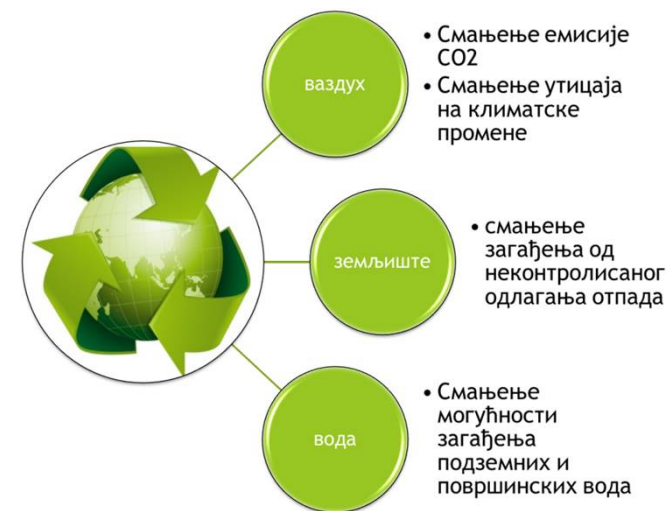 ваздух
• Смањење емисије
CO2
• Смањење утицаја
на климатске
промене
земљиште
• смањење
загађења од
неконтролисаног
одлагања отпада
вода
• Смањење
могућности
загађења
подземних и
површинских вода